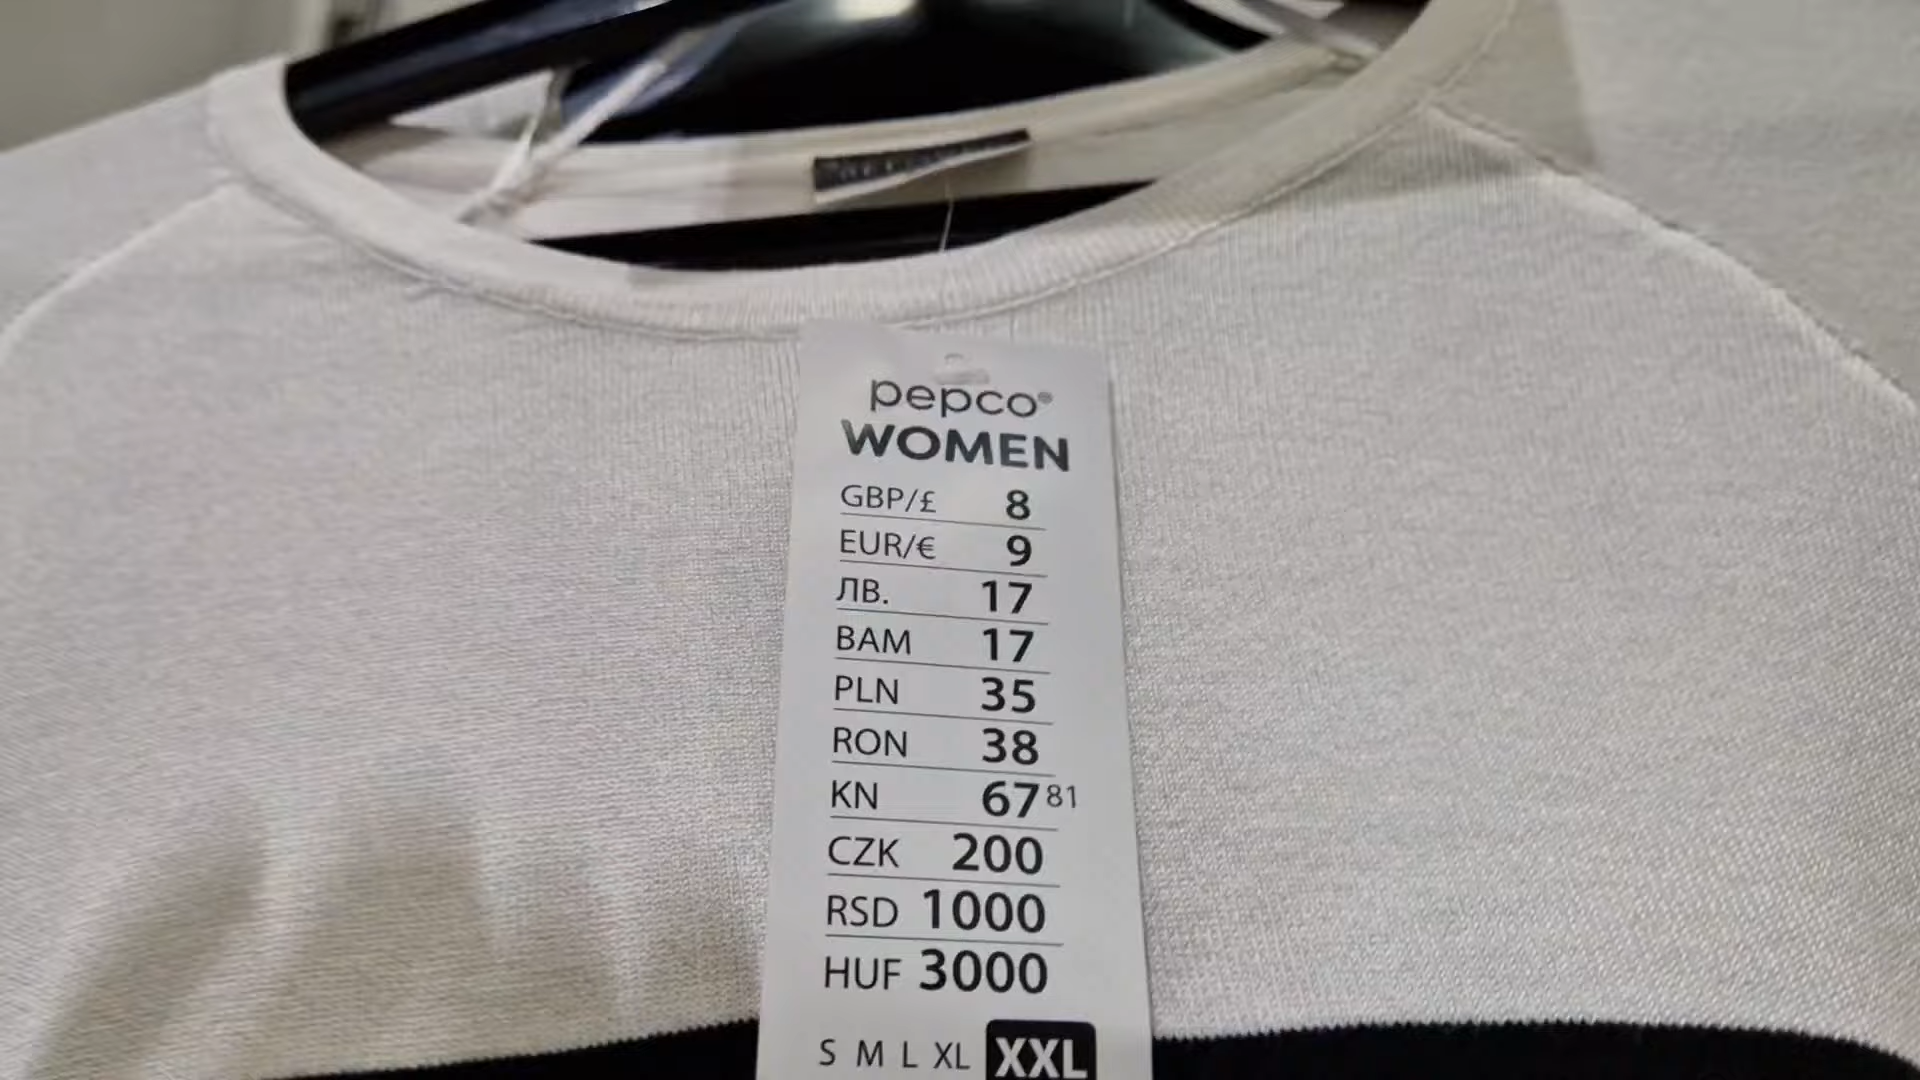 pepco®
WOMEN
GBP/£ 8
EUR/€ 9
ЛВ. 17
BAM 17
PLN 35
RON 38
KN 67 81
CZK 200
RSD 1000
HUF 3000
S M L XL XXL